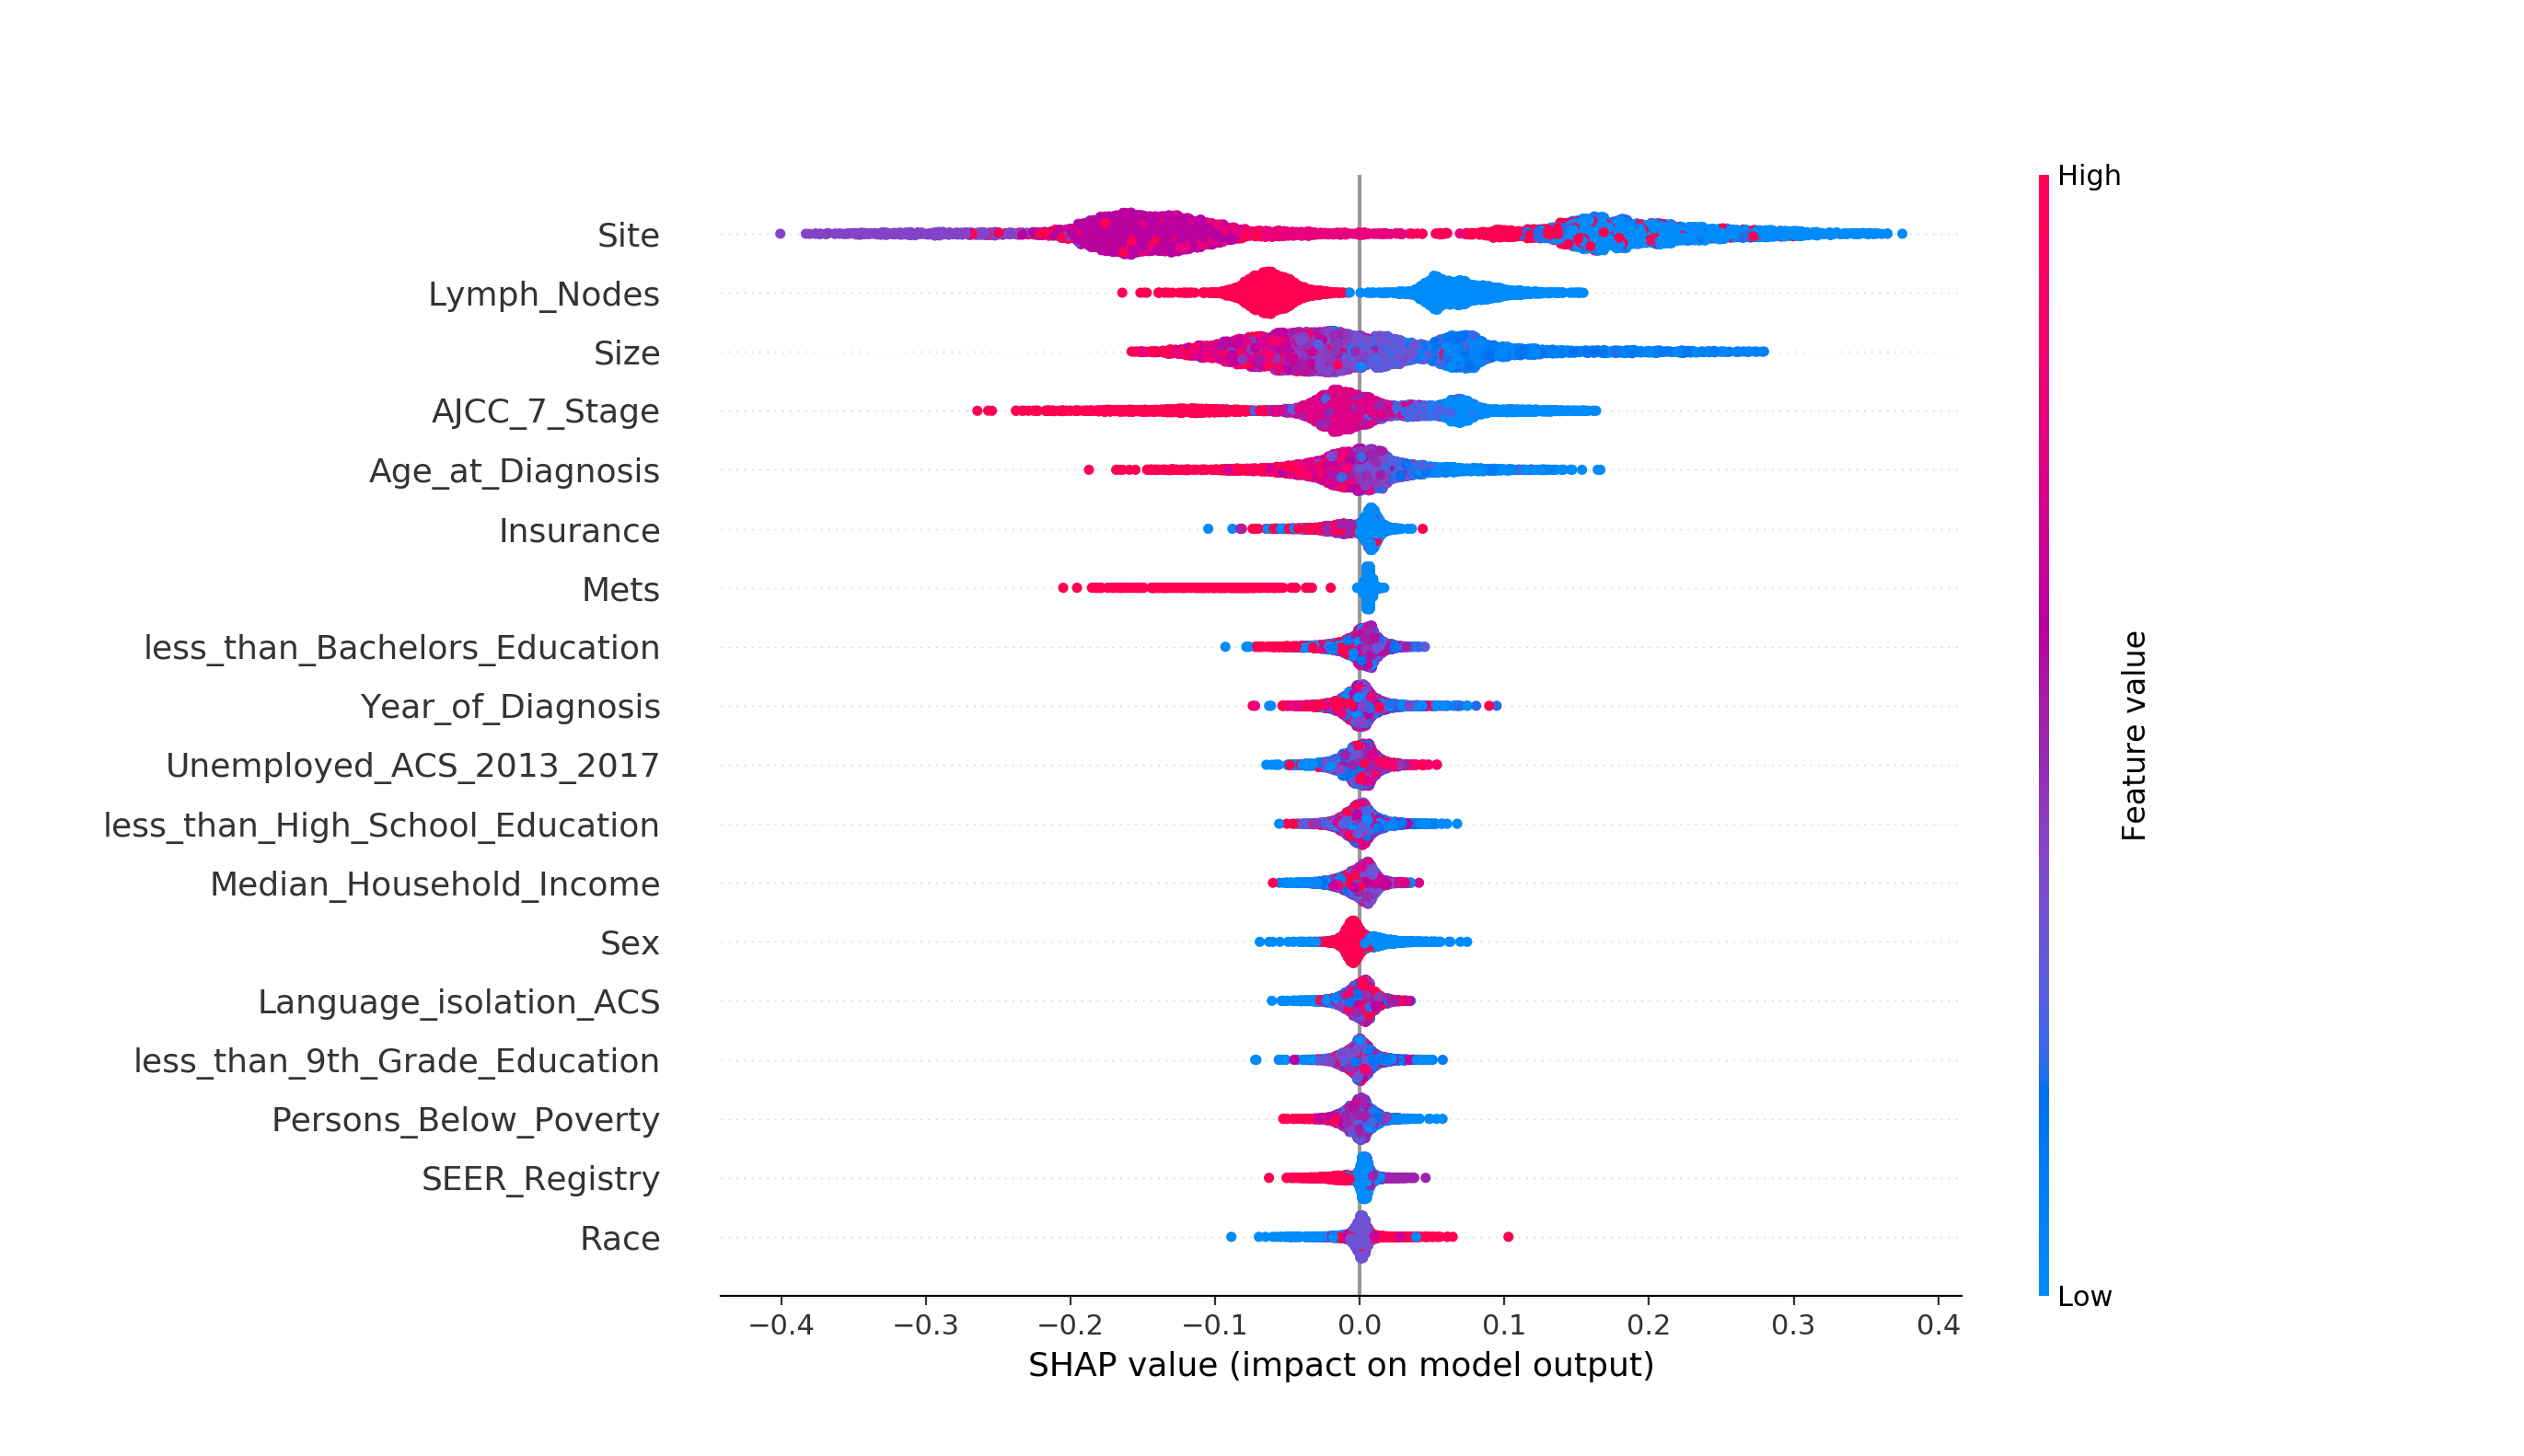 High
Site
Lymph_Nodes
Size
AJCC_7_Stage
Age_at_Diagnosis
Insurance
Mets
less_than_Bachelors_Education
Year_of_Diagnosis
Unemployed_ACS_2013_2017
less_than_High_School_Education
Median_Household_Income
Sex
Language_isolation_ACS
less_than_9th_Grade_Education
Persons_Below_Poverty
SEER_Registry
Race
Feature value
Low
−0.4 −0.3 −0.2 −0.1 0.0 0.1 0.2 0.3 0.4
SHAP value (impact on model output)